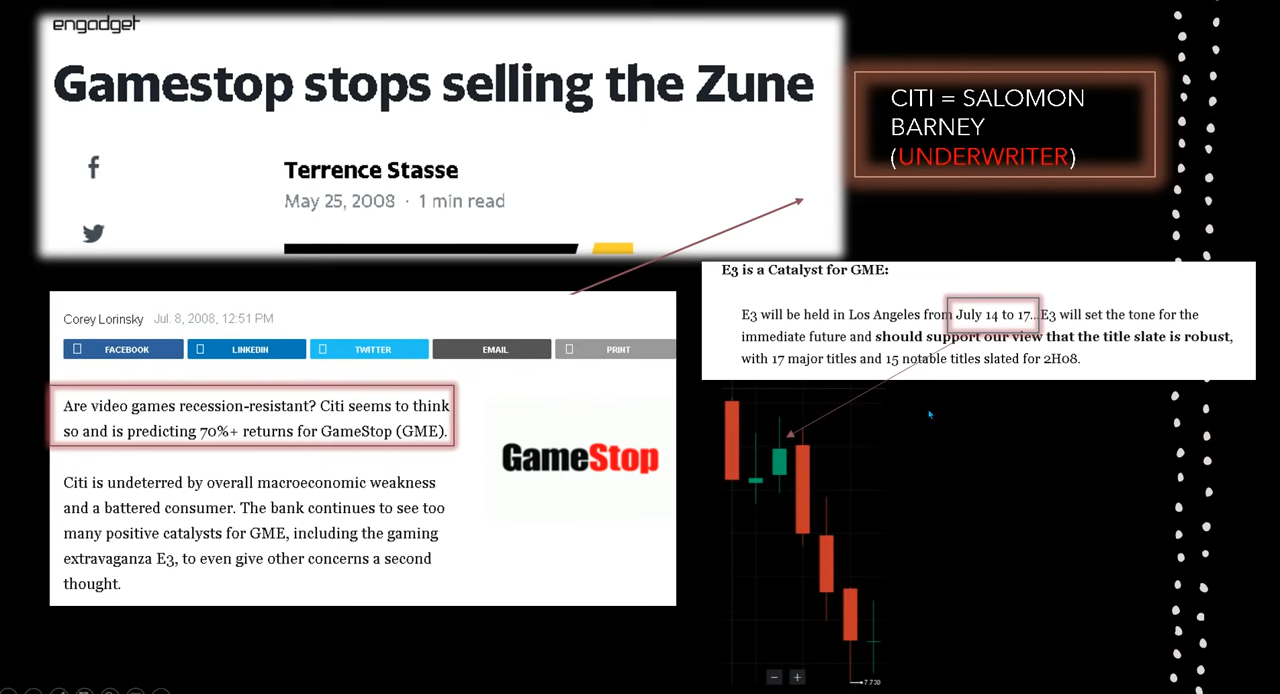 engadget
Gamestop stops selling the Zune
Terrence Stasse
May 25, 2008 · 1 min read
CITI = SALOMON
BARNEY
(UNDERWRITER)
Corey Lorinsky Jul. 8, 2008, 12:51 PM
FACEBOOK LINKEDIN TWITTER EMAIL PRINT
Are video games recession-resistant? Citi seems to think
so and is predicting 70%+ returns for GameStop (GME).
Citi is undeterred by overall macroeconomic weakness
and a battered consumer. The bank continues to see too
many positive catalysts for GME, including the gaming
extravaganza E3, to even give other concerns a second
thought.
GameStop
E3 is a Catalyst for GME:
E3 will be held in Los Angeles from July 14 to 17...E3 will set the tone for the
immediate future and should support our view that the title slate is robust,
with 17 major titles and 15 notable titles slated for 2H08.
7.730